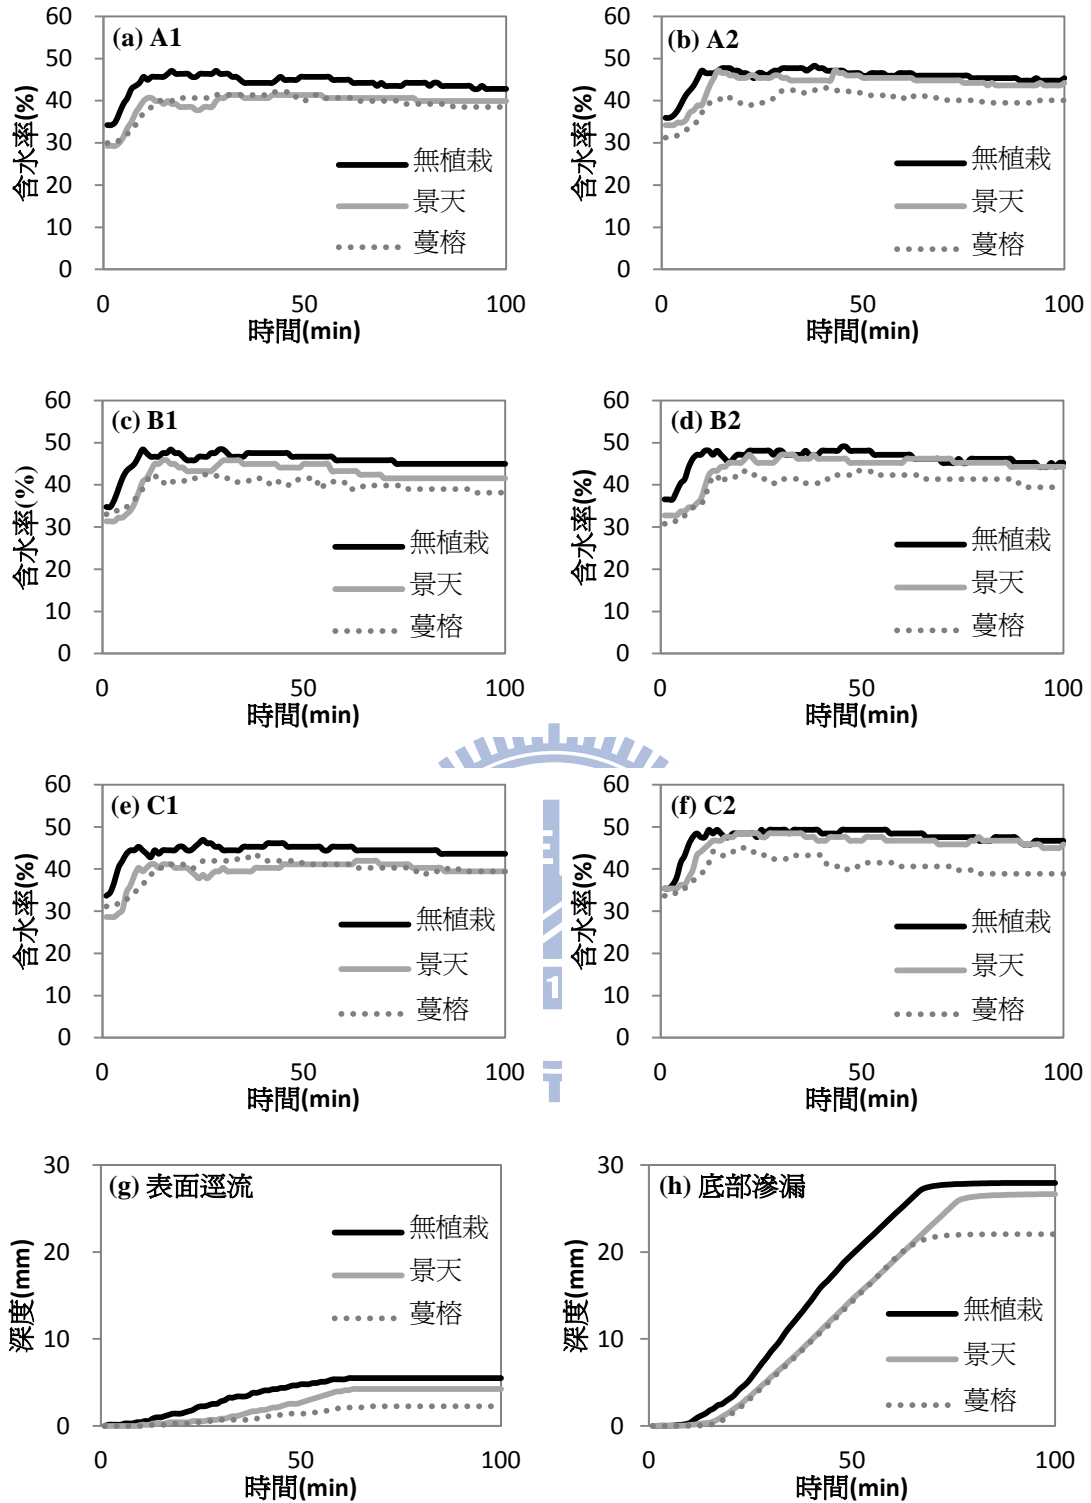 (a) A1
含水率(%)
60
50
40
30
20
10
0
無植栽
景天
蔓榕
0
50
100
時間(min)
(b) A2
含水率(%)
60
50
40
30
20
10
0
無植栽
景天
蔓榕
0
50
100
時間(min)
(c) B1
含水率(%)
60
50
40
30
20
10
0
無植栽
景天
蔓榕
0
50
100
時間(min)
(d) B2
含水率(%)
60
50
40
30
20
10
0
無植栽
景天
蔓榕
0
50
100
時間(min)
(e) C1
含水率(%)
60
50
40
30
20
10
0
無植栽
景天
蔓榕
0
50
100
時間(min)
(f) C2
含水率(%)
60
50
40
30
20
10
0
無植栽
景天
蔓榕
0
50
100
時間(min)
(g) 表面逕流
深度(mm)
30
20
10
0
無植栽
景天
蔓榕
0
50
100
時間(min)
(h) 底部滲漏
深度(mm)
30
20
10
0
無植栽
景天
蔓榕
0
50
100
時間(min)